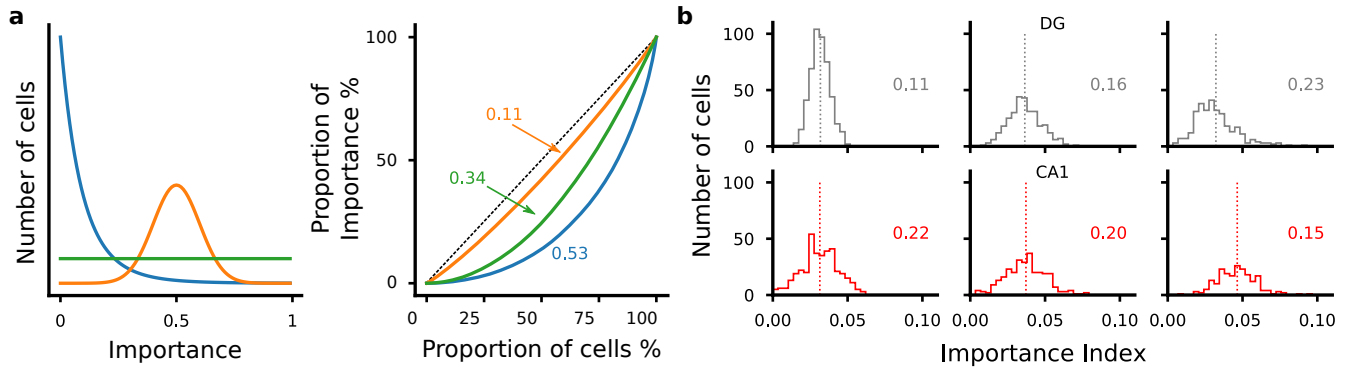 a
Number of cells
0
0.5
1
Importance
Proportion of
Importance %
100
50
0
0.11
0.34
0.53
0
25
50
75
100
Proportion of cells %
b
Number of cells
DG
100
50
0
0.11
0.16
0.23
CA1
100
50
0
0.22
0.20
0.15
0.00 0.05 0.10
0.00 0.05 0.10
0.00 0.05 0.10
Importance Index